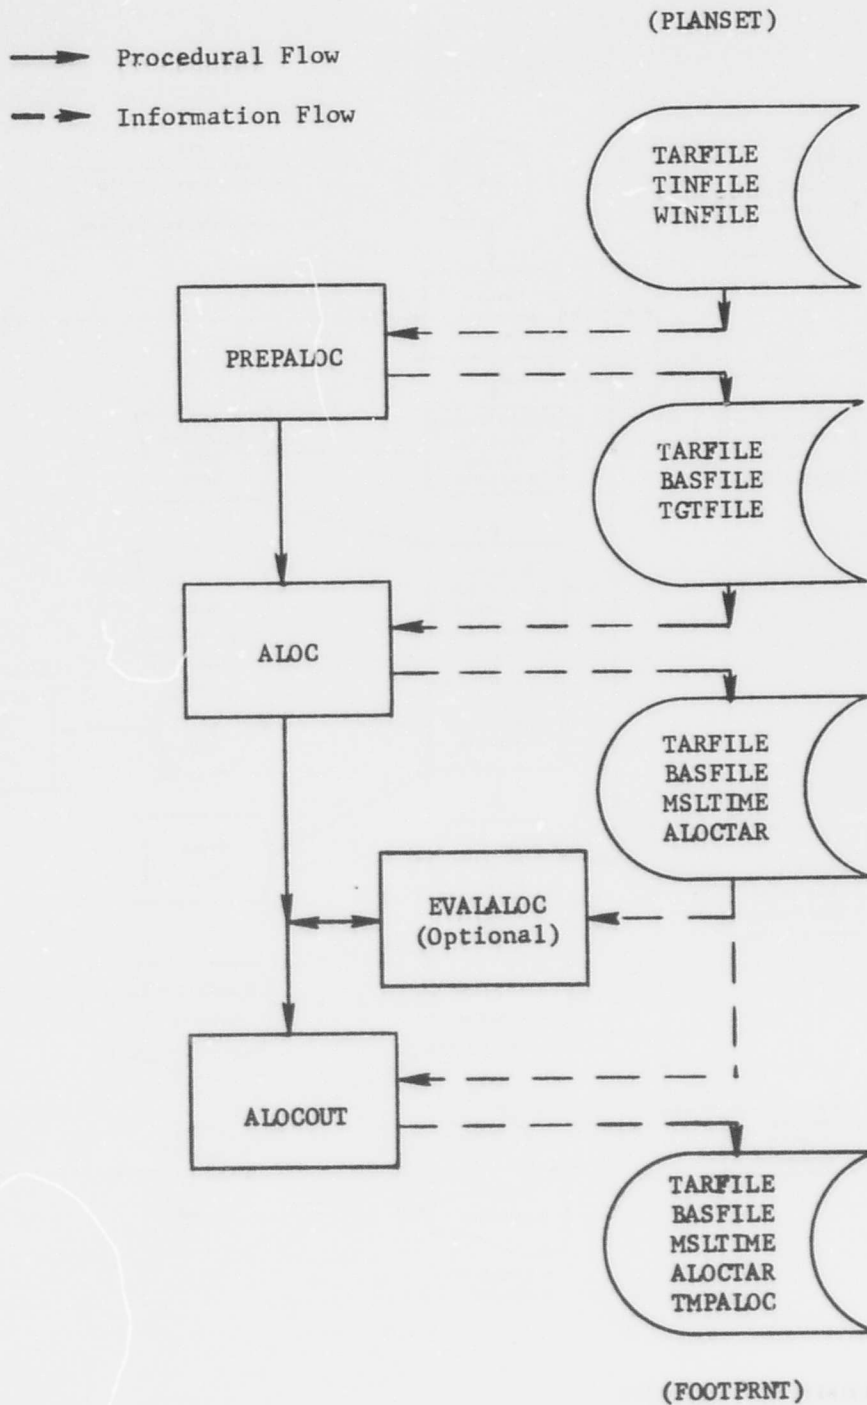 (PLANSET)
Procedural Flow
Information Flow
TARFILE
TINFILE
WINFILE
PREPALOC
TARFILE
BASFILE
TGTFILE
ALOC
TARFILE
BASFILE
MSLTIME
ALOCTAR
EVALALOC
(Optional)
ALOCOUT
TARFILE
BASFILE
MSLTIME
ALOCTAR
TMPALOC
(FOOTPRNT)